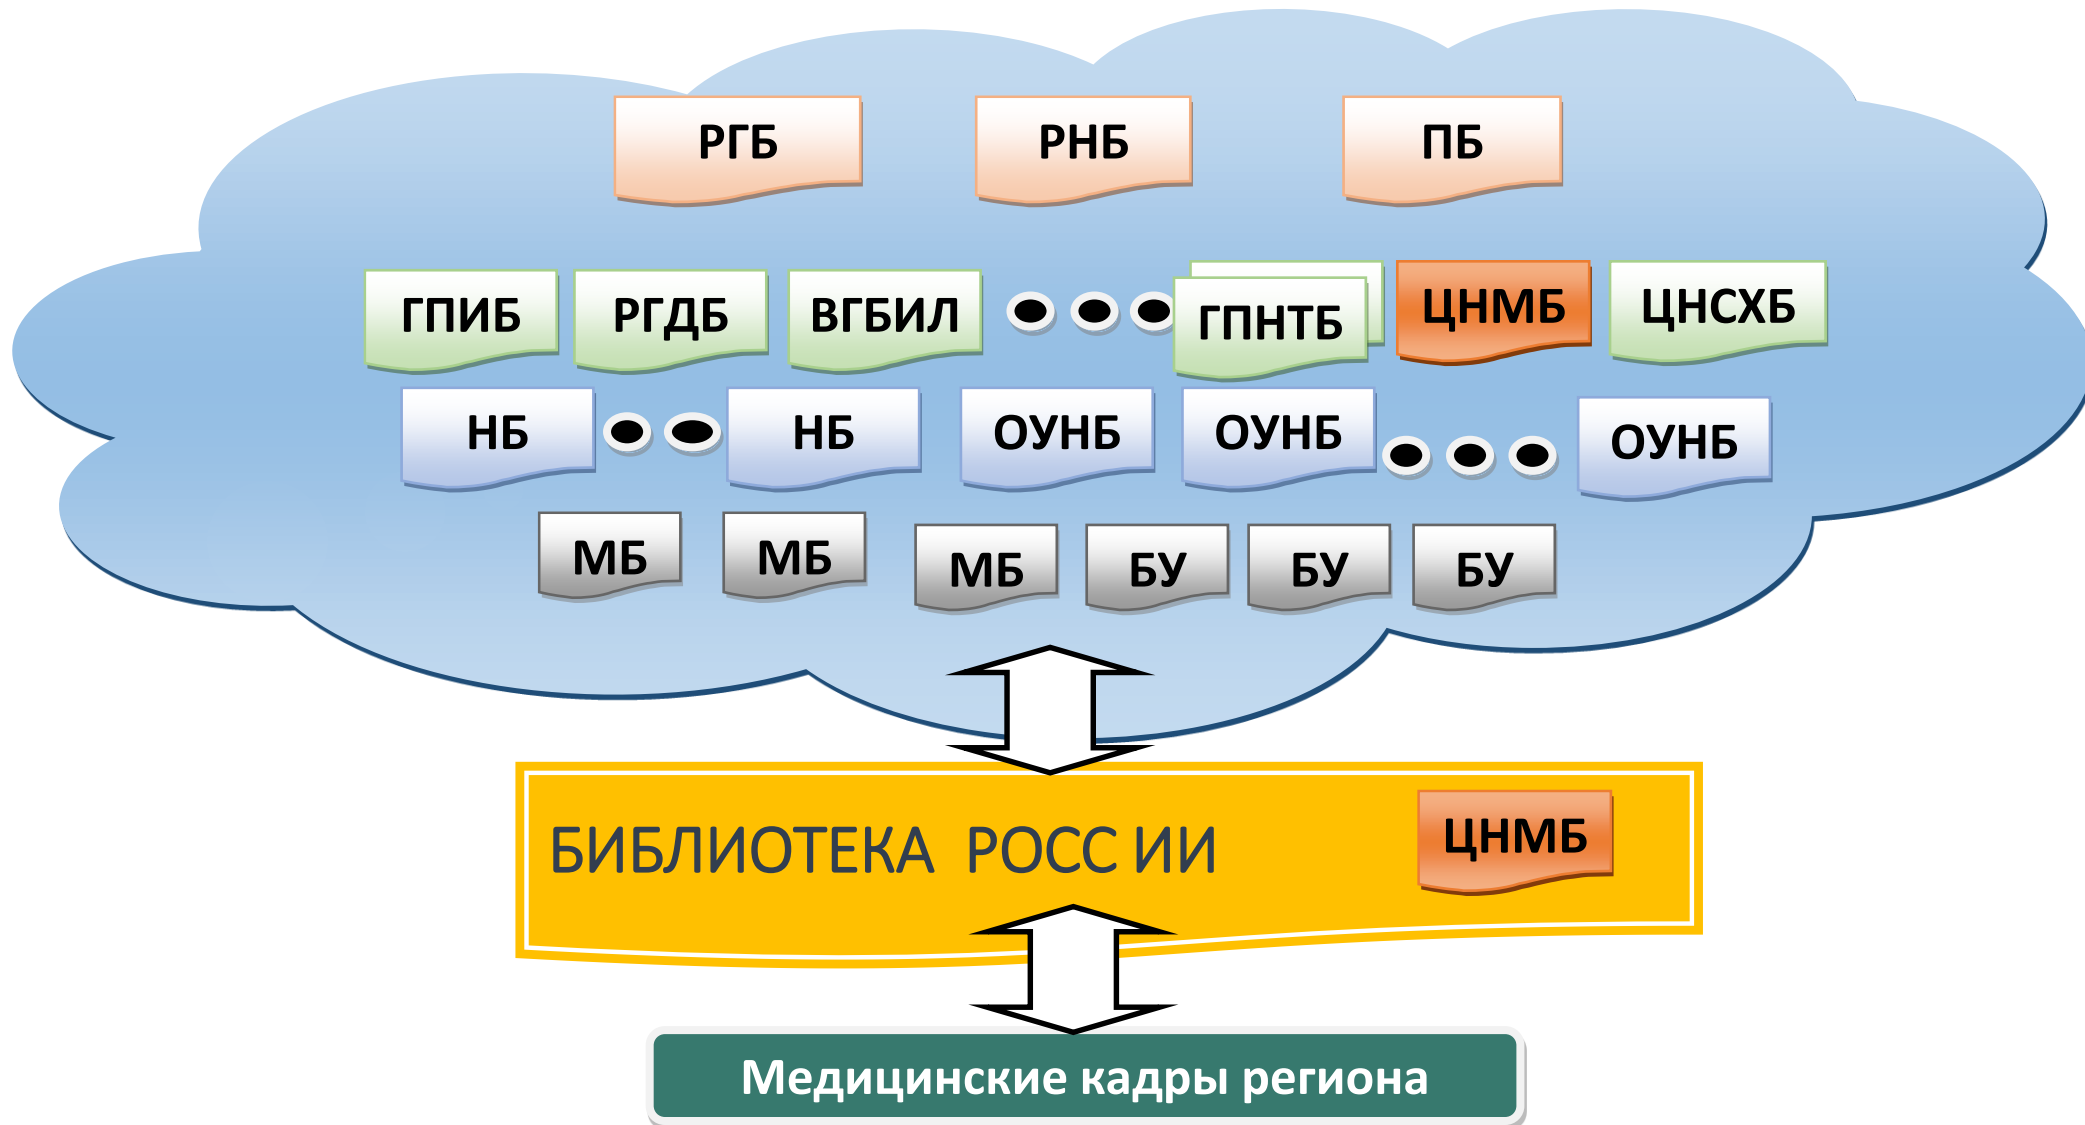 РГБ РНБ ПБ
ГПИБ РГДБ ВГБИЛ ГПНТБ ЦНМБ ЦНСХБ
НБ НБ ОУНБ ОУНБ ОУНБ
МБ МБ МБ БУ БУ БУ
БИБЛИОТЕКА РОСС ИИ ЦНМБ
Медицинские кадры региона